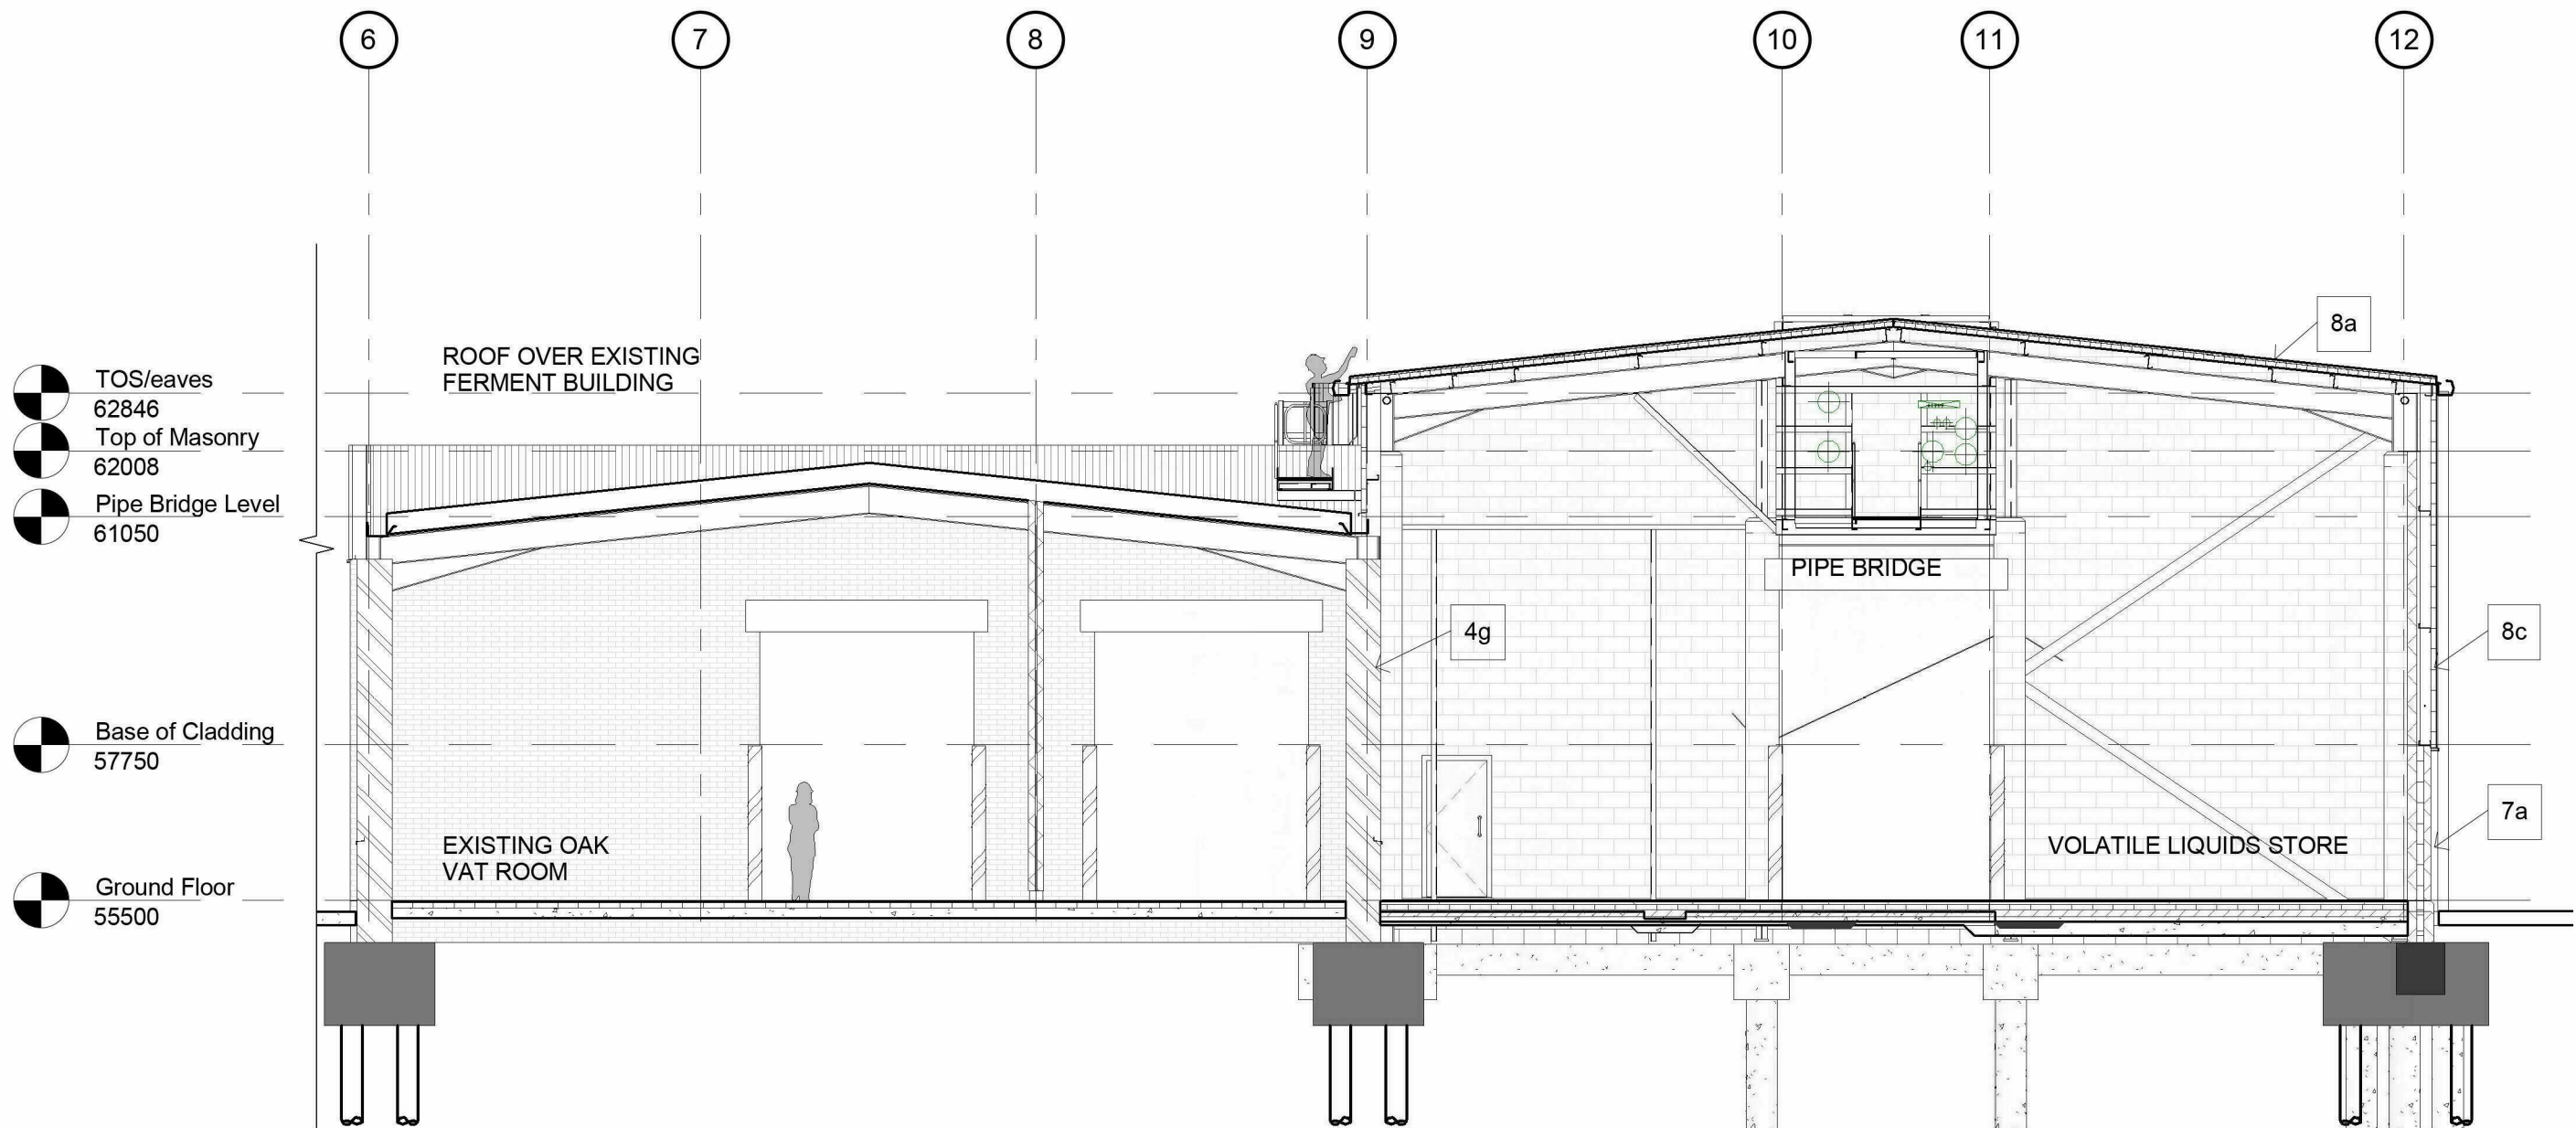 6
7
8
9
10
11
12
8a
ROOF OVER EXISTING
FERMENT BUILDING
TOS/eaves
62846
Top of Masonry
62008
Pipe Bridge Level
61050
PIPE BRIDGE
4g
8c
Base of Cladding
57750
7a
EXISTING OAK
VAT ROOM
VOLATILE LIQUIDS STORE
Ground Floor
55500